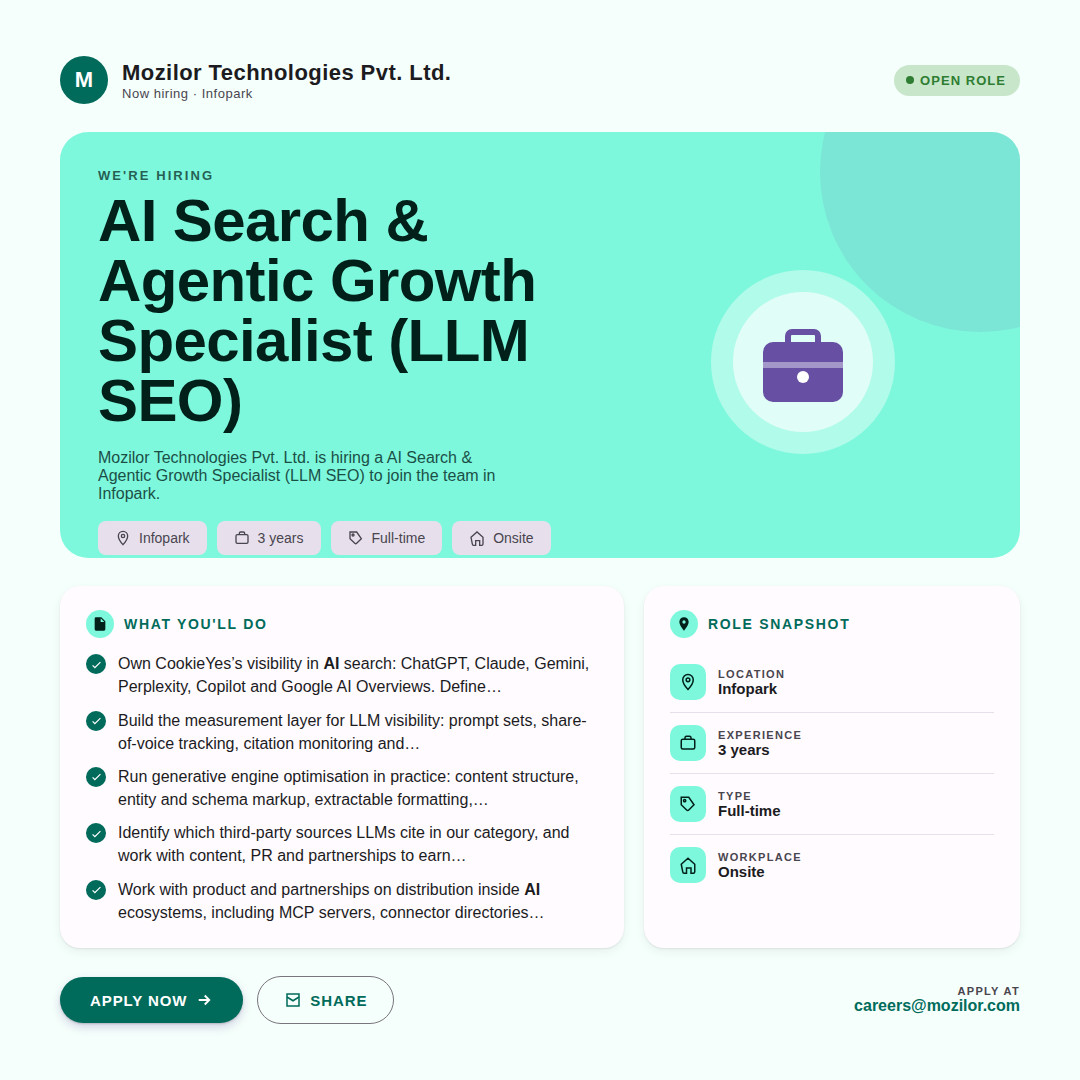 M
Mozilor Technologies Pvt. Ltd.
Now hiring · Infopark
OPEN ROLE
WE'RE HIRING
AI Search &
Agentic Growth
Specialist (LLM
SEO)
Mozilor Technologies Pvt. Ltd. is hiring a AI Search &
Agentic Growth Specialist (LLM SEO) to join the team in
Infopark.
Infopark
3 years
Full-time
Onsite
WHAT YOU'LL DO
Own CookieYes’s visibility in AI search: ChatGPT, Claude, Gemini,
Perplexity, Copilot and Google AI Overviews. Define…
Build the measurement layer for LLM visibility: prompt sets, share-
of-voice tracking, citation monitoring and…
Run generative engine optimisation in practice: content structure,
entity and schema markup, extractable formatting,…
Identify which third-party sources LLMs cite in our category, and
work with content, PR and partnerships to earn…
Work with product and partnerships on distribution inside AI
ecosystems, including MCP servers, connector directories…
ROLE SNAPSHOT
LOCATION
Infopark
EXPERIENCE
3 years
TYPE
Full-time
WORKPLACE
Onsite
APPLY NOW
SHARE
APPLY AT
careers@mozilor.com